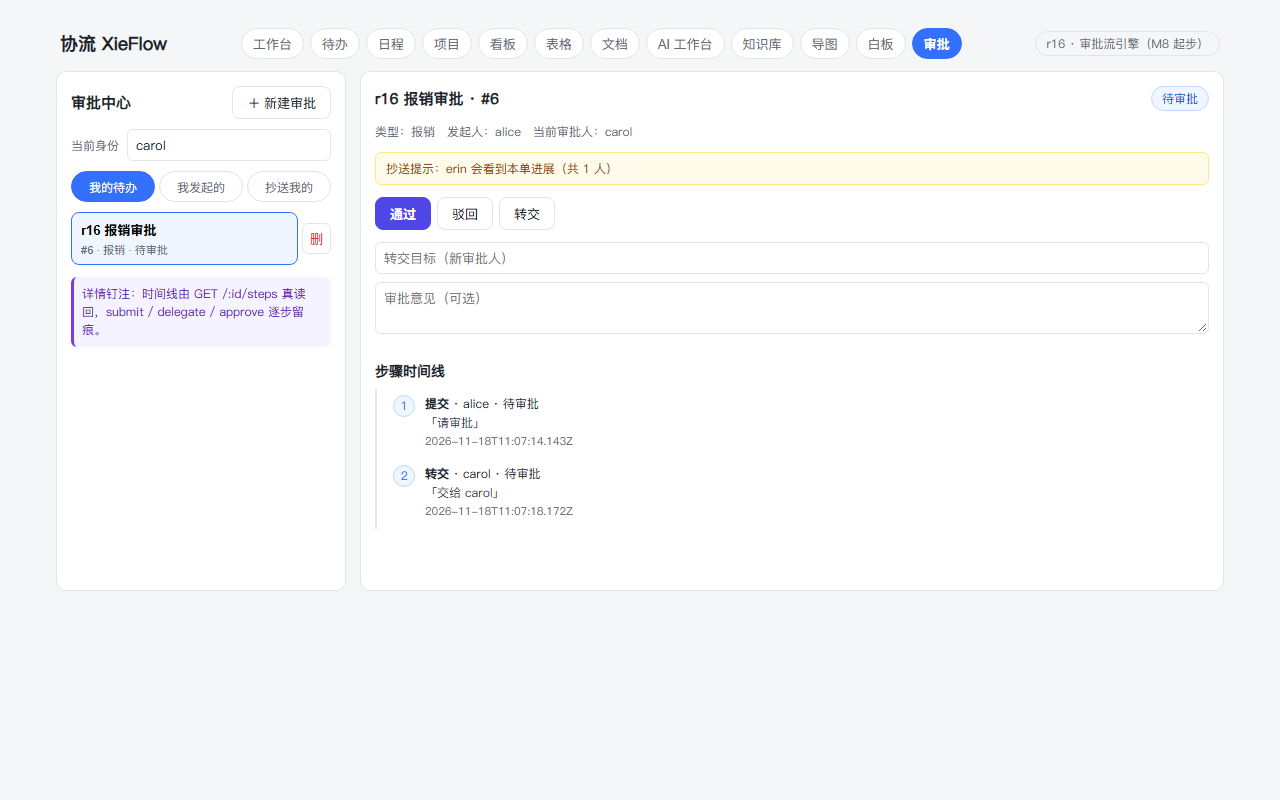 协流 XieFlow
工作台
待办
日程
项目
看板
表格
文档
AI 工作台
知识库
导图
白板
审批
r16 · 审批流引擎（M8 起步）
审批中心
＋ 新建审批
当前身份
carol
我的待办
我发起的
抄送我的
r16 报销审批
#6 · 报销 · 待审批
删
详情钉注：时间线由 GET /:id/steps 真读
回，submit / delegate / approve 逐步留
痕。
r16 报销审批 · #6
待审批
类型：报销 发起人：alice 当前审批人：carol
抄送提示：erin 会看到本单进展（共 1 人）
通过
驳回
转交
转交目标（新审批人）
审批意见（可选）
步骤时间线
1
提交 · alice · 待审批
「请审批」
2026-11-18T11:07:14.143Z
2
转交 · carol · 待审批
「交给 carol」
2026-11-18T11:07:18.172Z